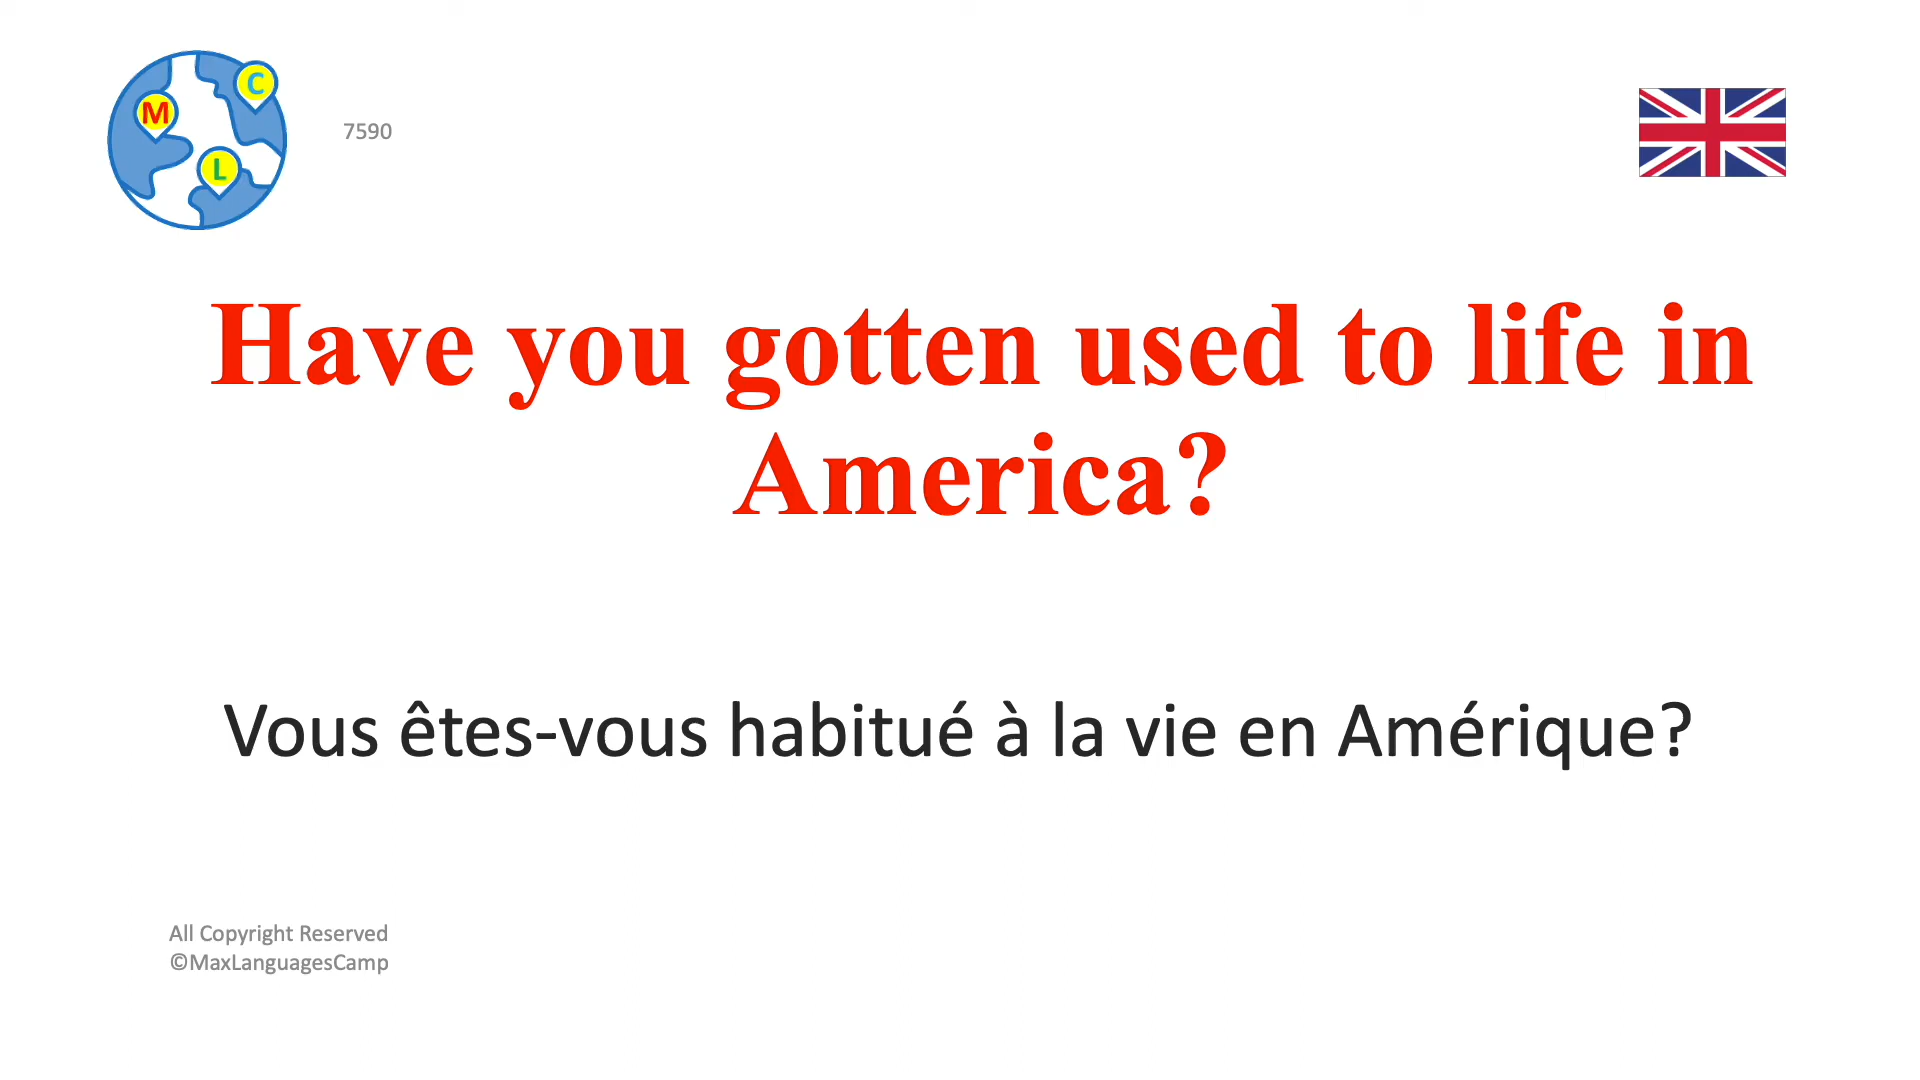 M
C
L
7590
Have you gotten used to life in
America?
Vous êtes-vous habitué à la vie en Amérique?
All Copyright Reserved
©MaxLanguagesCamp